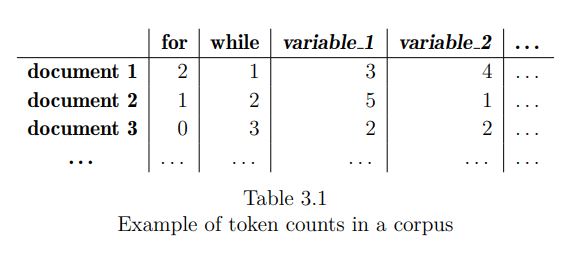 for while variable_1 variable_2 ...
document 1 2 1 3 4 ...
document 2 1 2 5 1 ...
document 3 0 3 2 2 ...
... ... ... ... ... ...
Table 3.1
Example of token counts in a corpus